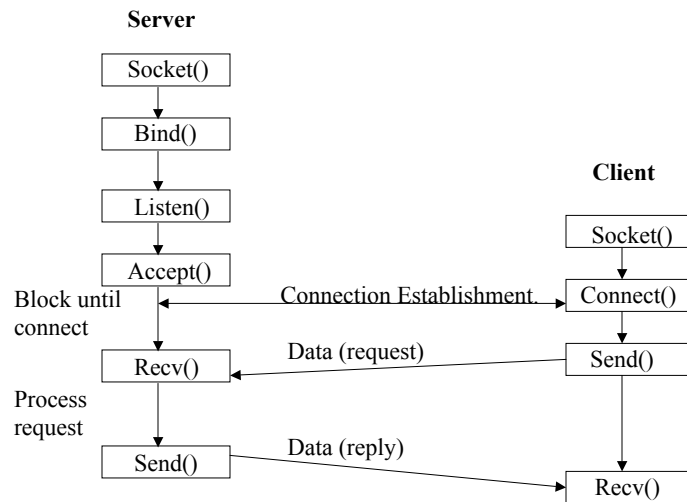 Server
Socket()
Bind()
Listen()
Client
Socket()
Accept()
Block until
connect
Connection Establishment.
Connect()
Data (request)
Send()
Recv()
Process
request
Data (reply)
Send()
Recv()